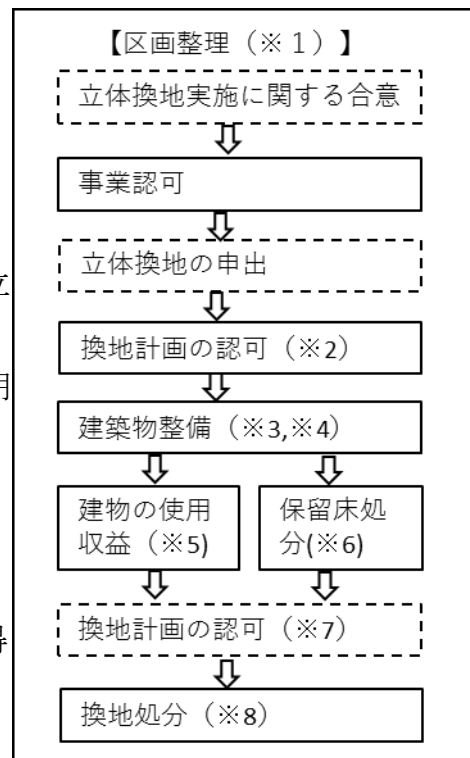 【区画整理（※１）】
立体換地実施に関する合意
事業認可
立体換地の申出
換地計画の認可（※2）
建築物整備（※3,※4）
建物の使用
収益（※5)
保留床処
分(※6)
換地計画の認可（※7）
換地処分（※8）